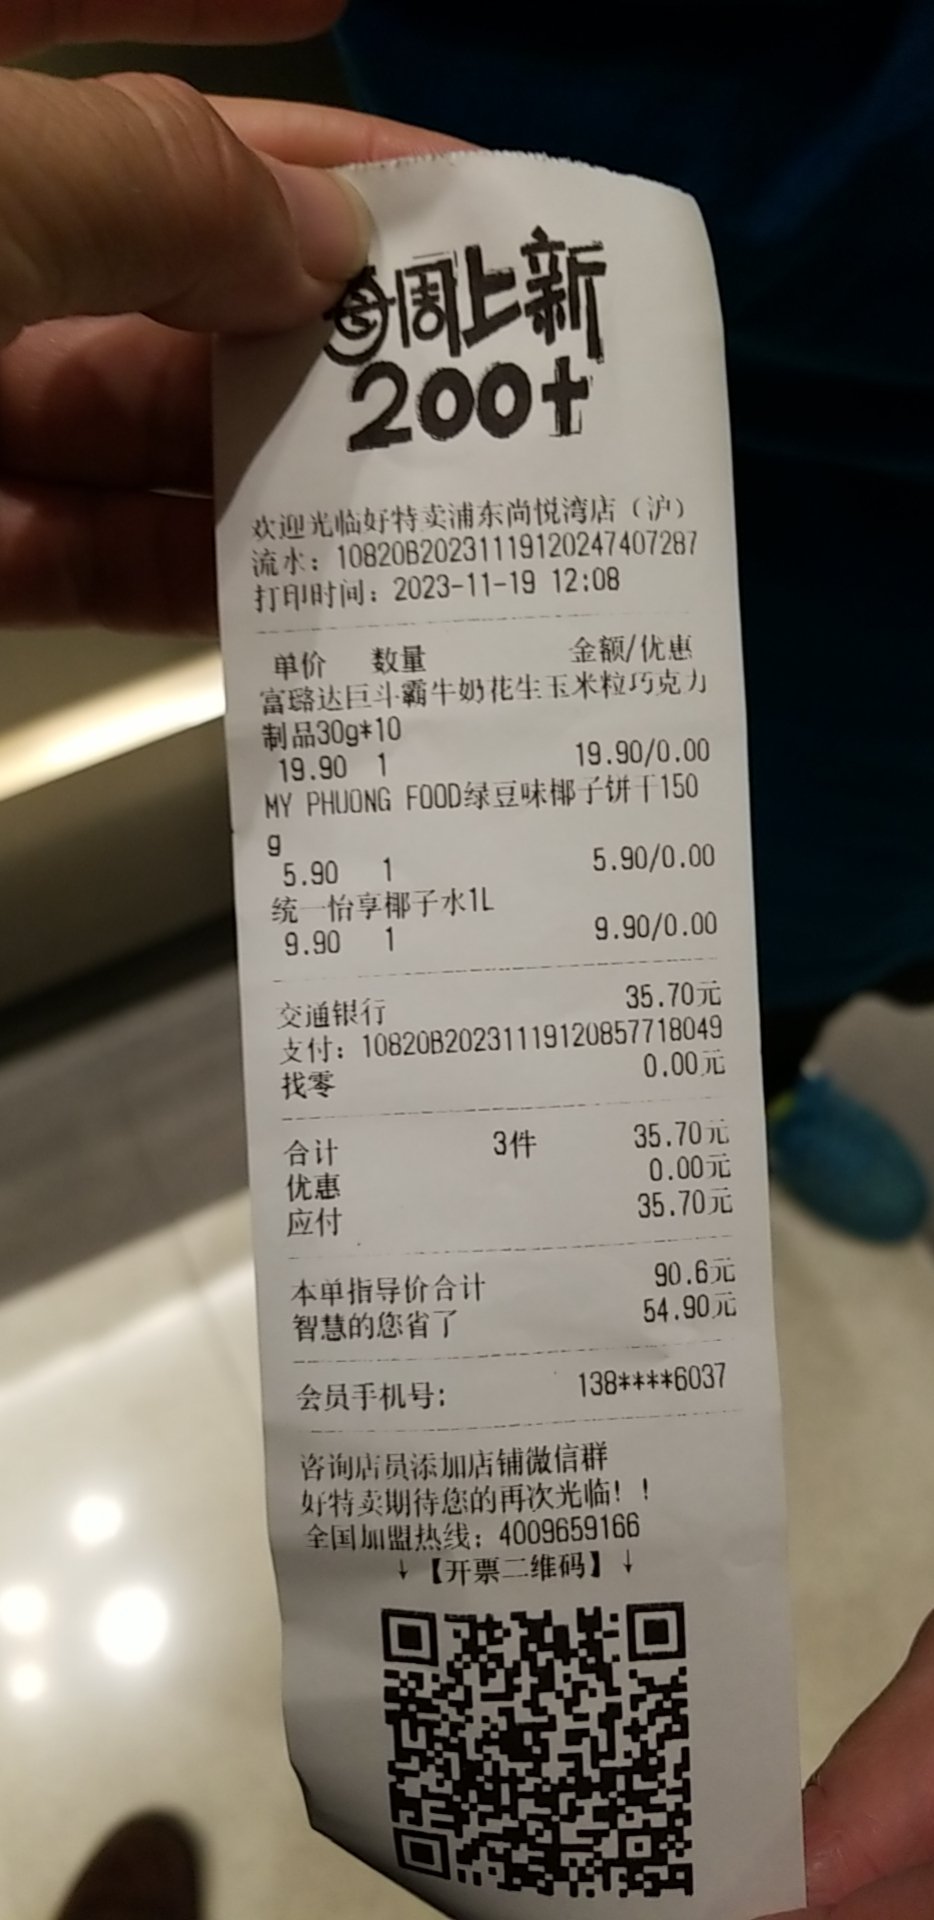 每周上新
200+
欢迎光临好特卖浦东尚悦湾店（沪）
流水：10820B20231119120247407287
打印时间：2023-11-19 12:08
单价 数量 金额/优惠
富璐达巨斗霸牛奶花生玉米粒巧克力
制品30g*10
19.90 1 19.90/0.00
MY PHUONG FOOD绿豆味椰子饼干150
g
5.90 1 5.90/0.00
统一怡享椰子水1L
9.90 1 9.90/0.00
交通银行 35.70元
支付：10820B20231119120857718049
找零 0.00元
合计 3件 35.70元
优惠 0.00元
应付 35.70元
本单指导价合计 90.6元
智慧的您省了 54.90元
会员手机号: 138****6037
咨询店员添加店铺微信群
好特卖期待您的再次光临！！
全国加盟热线：4009659166
↓【开票二维码】↓